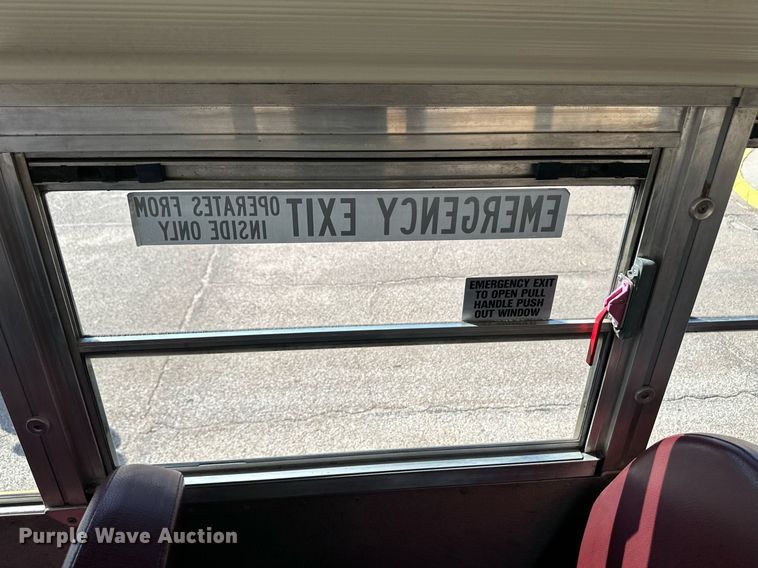 EMERGENCY EXIT OPERATES FROM
INSIDE ONLY
EMERGENCY EXIT
TO OPEN PULL
HANDLE PUSH
OUT WINDOW
Purple Wave Auction